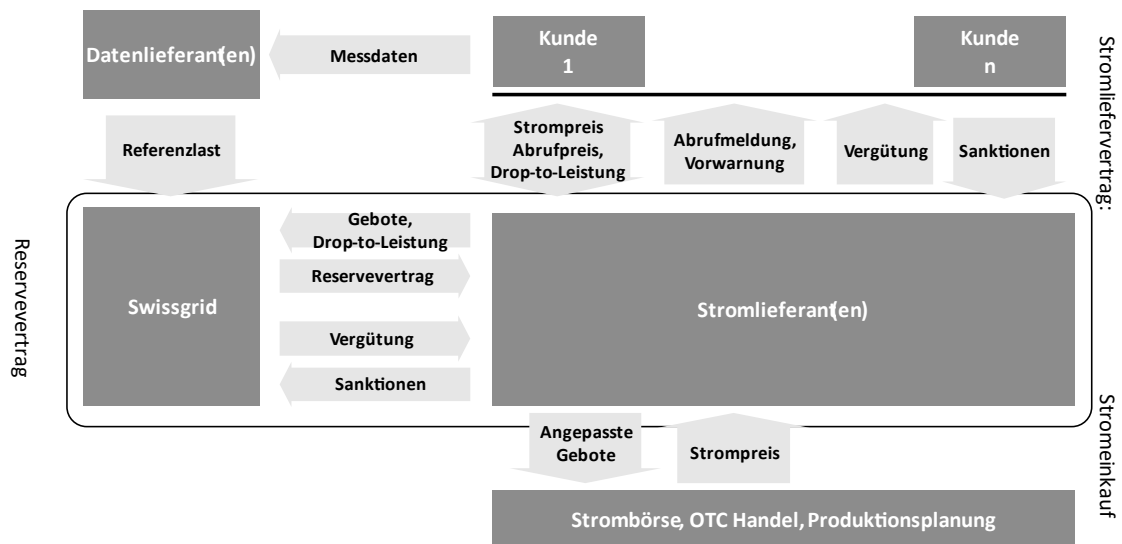 Datenlieferant(en)
Messdaten
Kunde
1
Kunde
n
Stromliefervertrag:
Referenzlast
Strompreis
Abrufpreis,
Drop-to-Leistung
Abrufmeldung,
Vorwarnung
Vergütung
Sanktionen
Reservevertrag
Swissgrid
Gebote,
Drop-to-Leistung
Reservevertrag
Vergütung
Sanktionen
Stromlieferant(en)
Angepasste
Gebote
Strompreis
Stromeinkauf
Strombörse, OTC Handel, Produktionsplanung